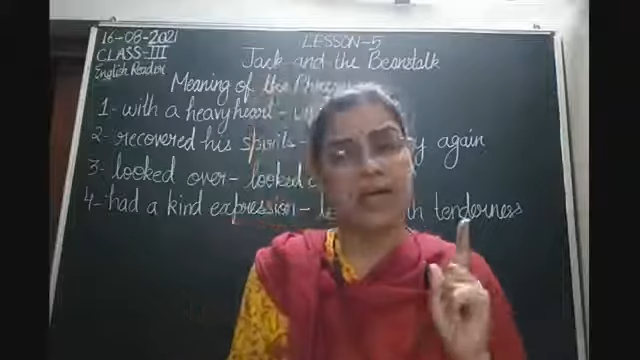 16-08-2021 LESSON-5
CLASS-III Jack and the Beanstalk
English Reader
Meaning of the Phrases
1- with a heavy heart -
2- recovered his spirits - again
3- looked over - looked
4- had a kind expression - tenderness